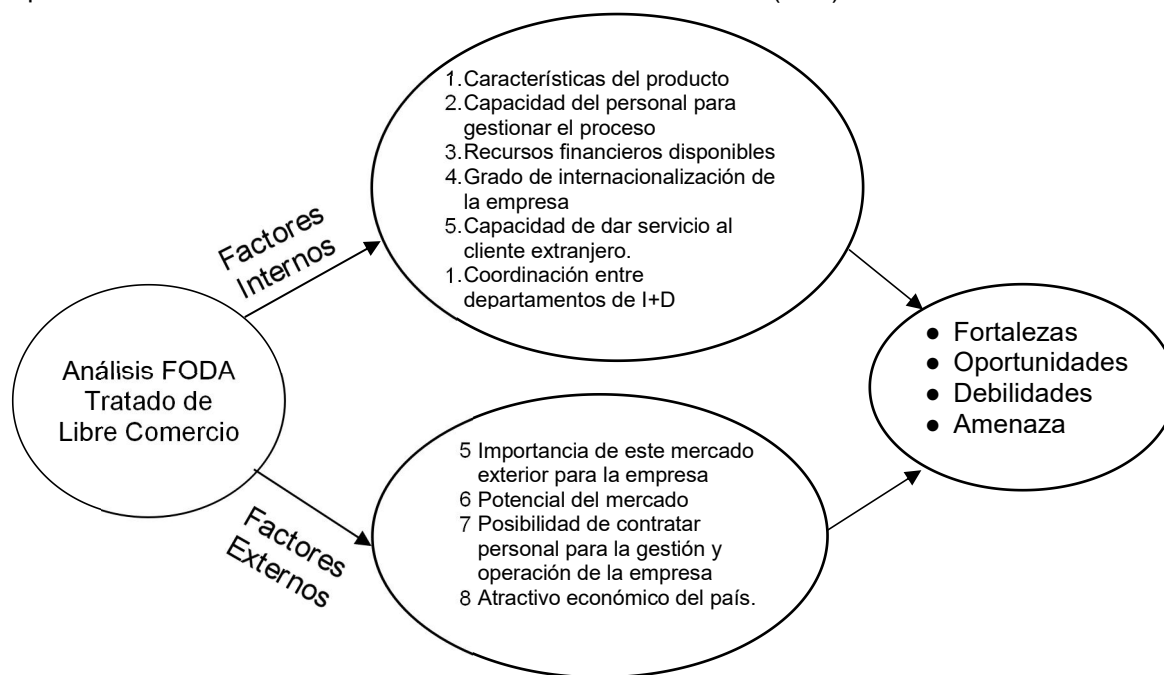 1.Características del producto
2.Capacidad del personal para
gestionar el proceso
3.Recursos financieros disponibles
4.Grado de internacionalización de
la empresa
5.Capacidad de dar servicio al
cliente extranjero.
1.Coordinación entre
departamentos de I+D
Factores
Internos
Análisis FODA
Tratado de
Libre Comercio
● Fortalezas
● Oportunidades
● Debilidades
● Amenaza
Factores
Externos
5 Importancia de este mercado
exterior para la empresa
6 Potencial del mercado
7 Posibilidad de contratar
personal para la gestión y
operación de la empresa
8 Atractivo económico del país.